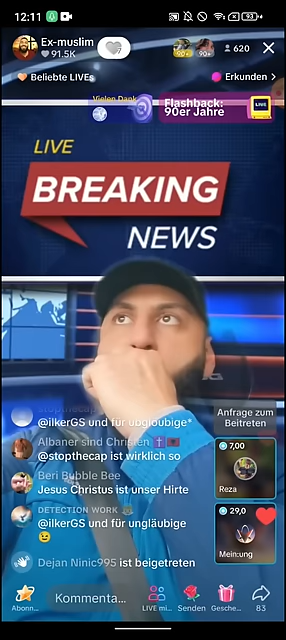 12:11
93
Ex-muslim
91.5K
90+
90+
620
Beliebte LIVEs
Erkunden >
Vielen Dank
Flashback:
90er Jahre
LIVE
LIVE
BREAKING
NEWS
Anfrage zum
Beitreten
@ilkerGS und für ubgloubige*
Albaner sind Christen
@stopthecap ist wirklich so
Beri Bubble Bee
Jesus Christus ist unser Hirte
DETECTION WORK
@ilkerGS und für ungläubige
Dejan Ninic995 ist beigetreten
7,00
Reza
29,0
Mein:ung
Abonn...
Kommenta...
LIVE mi...
Senden
Gesche...
83